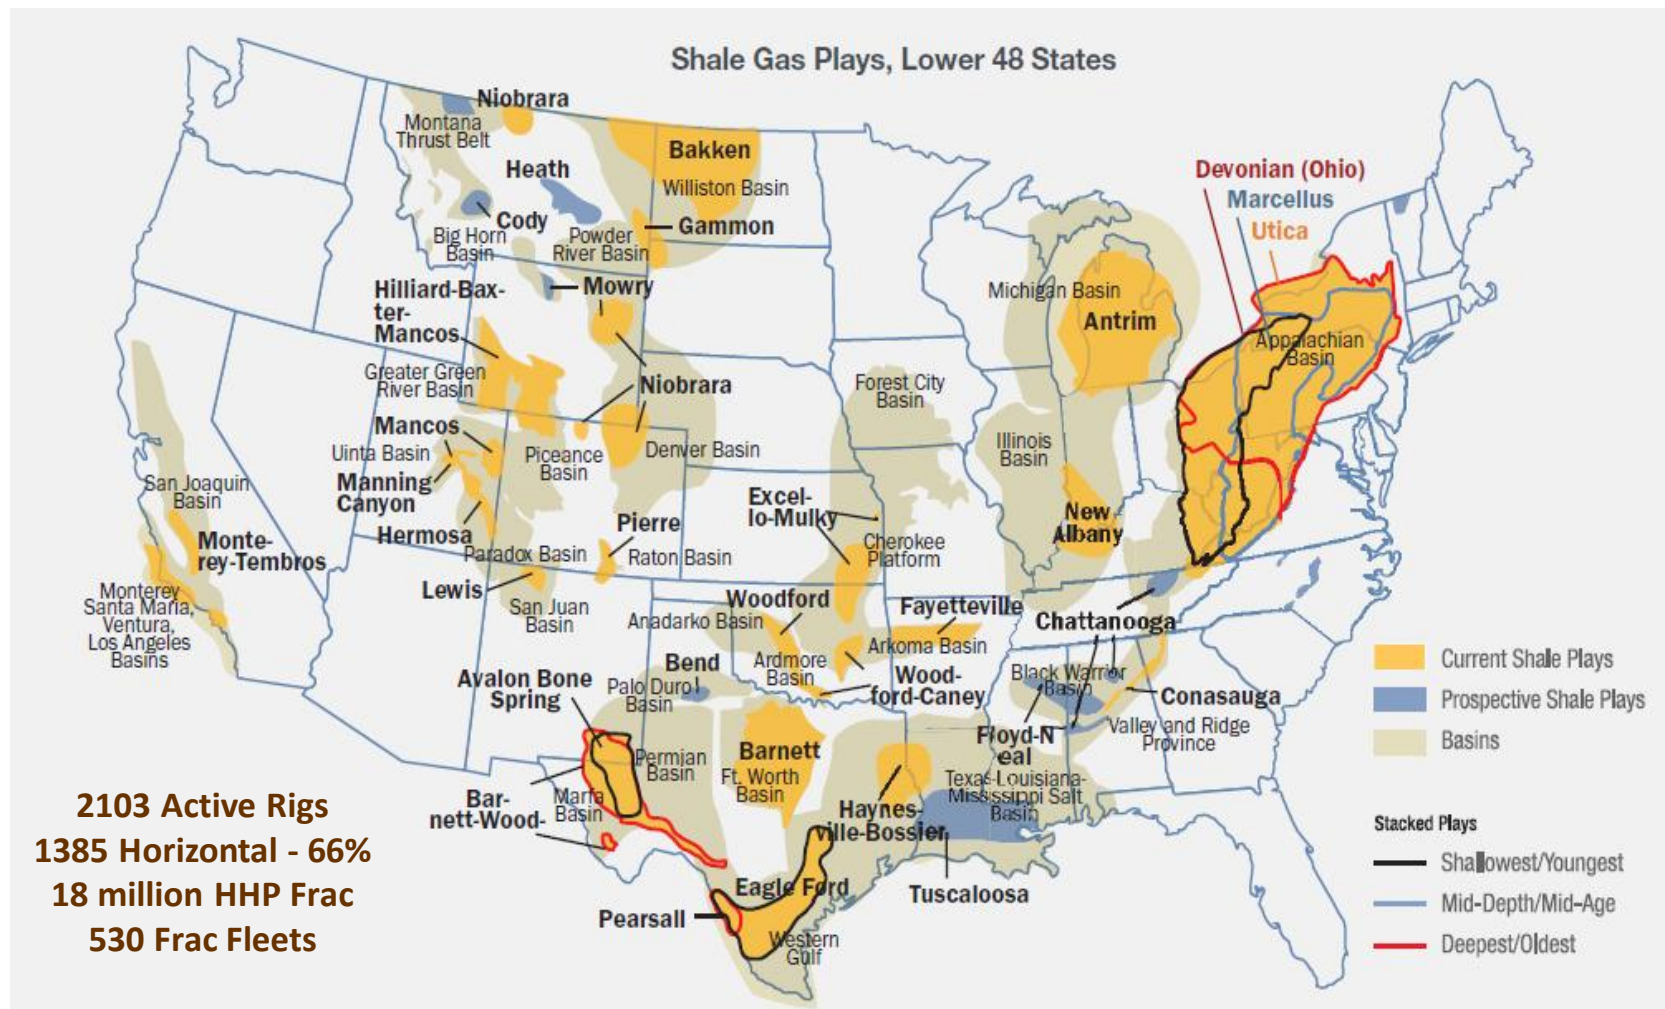 Shale Gas Plays, Lower 48 States
Niobrara
Montana
Thrust Belt
Heath
Bakken
Williston Basin
Cody
Gammon
Big Horn
Basin
Powder
River Basin
Mowry
Hilliard-Bax-
ter-
Mancos
Greater Green
River Basin
Niobrara
Mancos
Uinta Basin
Piceance
Basin
Denver Basin
Manning
Canyon
Hermosa
Paradox Basin
Pierre
Raton Basin
Lewis
San Juan
Basin
San Joaquin
Basin
Monte-
rey-Tembros
Monterey
Santa Maria,
Ventura,
Los Angeles
Basins
Forest City
Basin
Excel-
lo-Mulky
Cherokee
Platform
Woodford
Anadarko Basin
Fayetteville
Arkoma Basin
Ardmore
Basin
Wood-
ford-Caney
Bend
Palo Duro
Basin
Avalon Bone
Spring
Permian
Basin
Barnett
Ft. Worth
Basin
Marfa
Basin
Bar-
nett-Wood-
Haynes-
ville-Bossier
Eagle Ford
Pearsall
Western
Gulf
Tuscaloosa
Texas-Louisiana-
Mississippi Salt
Basin
Floyd-N
eal
Black Warrior
Basin
Chattanooga
Conasauga
Valley and Ridge
Province
Michigan Basin
Antrim
Illinois
Basin
New
Albany
Devonian (Ohio)
Marcellus
Utica
Appalachian
Basin
Current Shale Plays
Prospective Shale Plays
Basins
Stacked Plays
Shallowest/Youngest
Mid-Depth/Mid-Age
Deepest/Oldest
2103 Active Rigs
1385 Horizontal - 66%
18 million HHP Frac
530 Frac Fleets